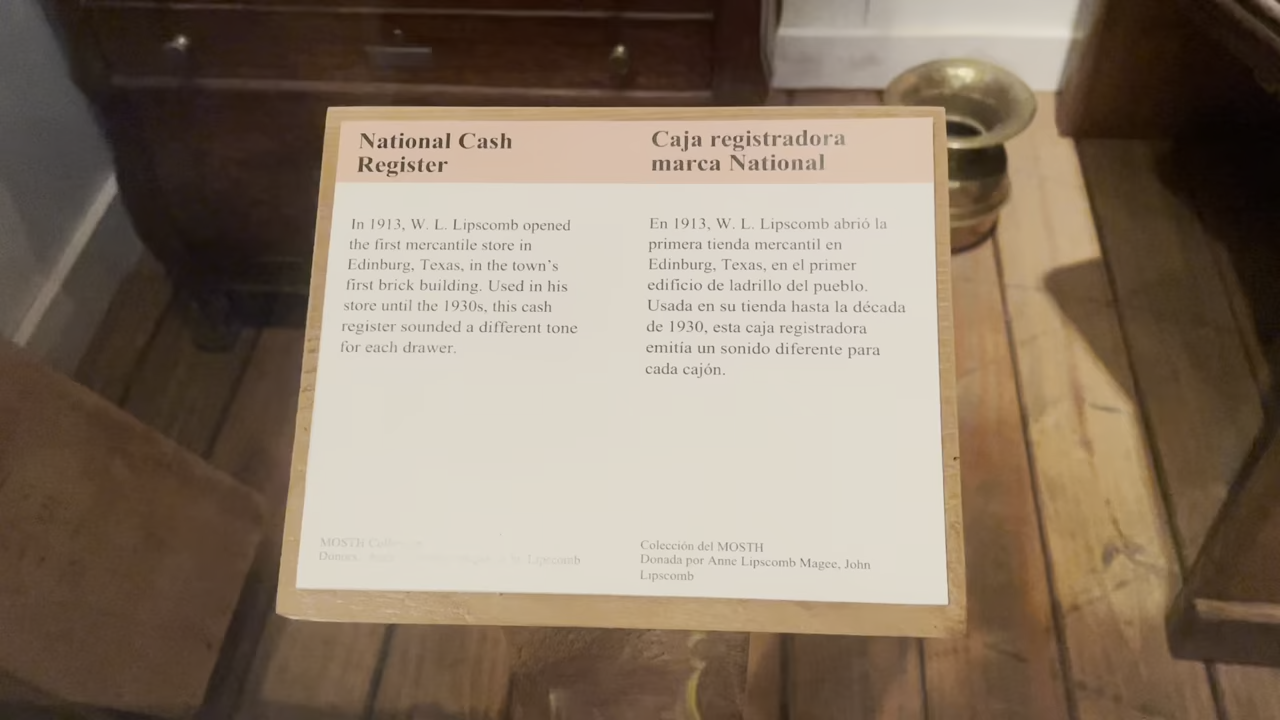 National Cash
Register
In 1913, W. L. Lipscomb opened
the first mercantile store in
Edinburg, Texas, in the town's
first brick building. Used in his
store until the 1930s, this cash
register sounded a different tone
for each drawer.
MOSTH
Lipscomb
Caja registradora
marca National
En 1913, W. L. Lipscomb abrió la
primera tienda mercantil en
Edinburg, Texas, en el primer
edificio de ladrillo del pueblo.
Usada en su tienda hasta la década
de 1930, esta caja registradora
emitía un sonido diferente para
cada cajón.
Colección del MOSTH
Donada por Anne Lipscomb Magee, John
Lipscomb